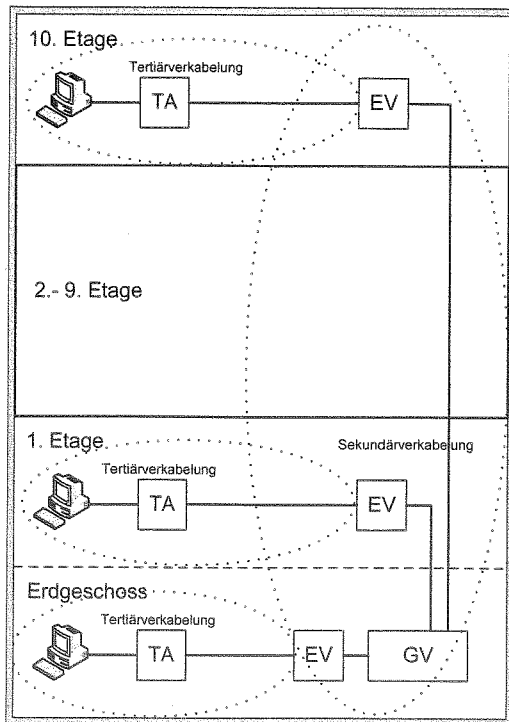 10. Etage
Tertiärverkabelung
TA
EV
2.- 9. Etage
1. Etage
Sekundärverkabelung
Tertiärverkabelung
TA
EV
Erdgeschoss
Tertiärverkabelung
TA
EV
GV